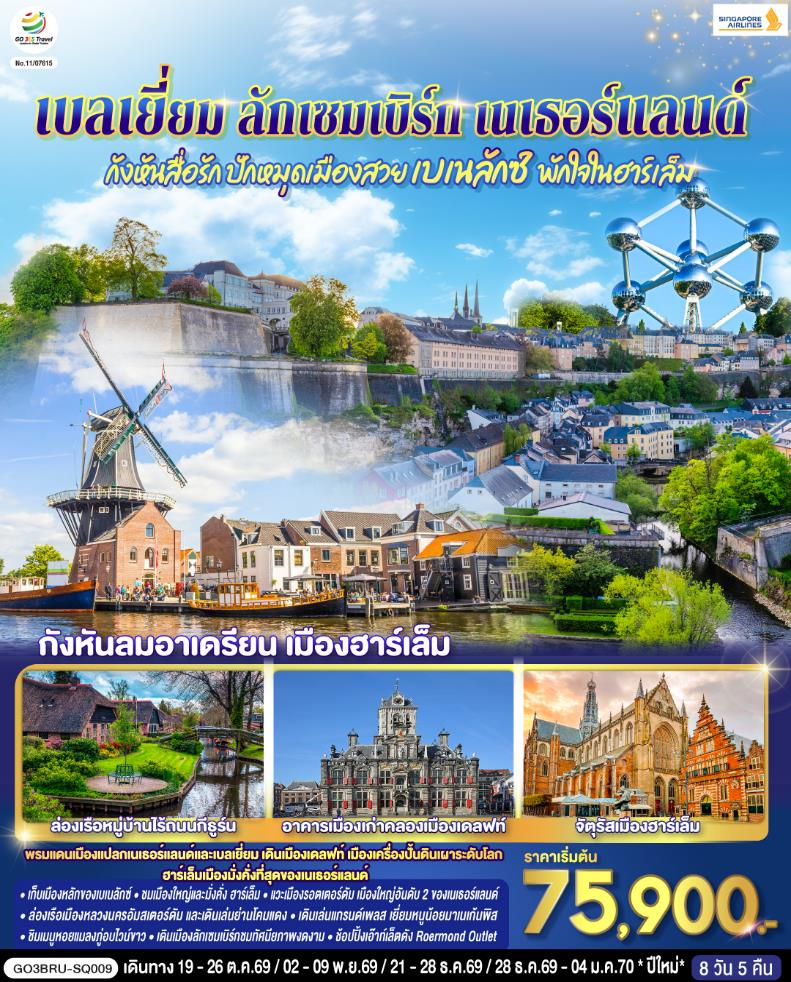 GO 365 Travel
No.11/07615
SINGAPORE AIRLINES
เบลเยี่ยม ลักเซมเบิร์ก เนเธอร์แลนด์
กังหันสื่อรัก ปักหมุดเมืองสวย เบเนลักซ์ พักใจในฮาร์เล็ม
กังหันลมอาเดรียน เมืองฮาร์เล็ม
ล่องเรือหมู่บ้านไร้ถนนกีธูร์น
อาคารเมืองเก่าคลองเมืองเดลฟท์
จัตุรัสเมืองฮาร์เล็ม
พรมแดนเมืองแปลกเนเธอร์แลนด์และเบลเยี่ยม เดินเมืองเดลฟท์ เมืองเครื่องปั้นดินเผาระดับโลก
ฮาร์เล็มเมืองมั่งคั่งที่สุดของเนเธอร์แลนด์
• เก็บเมืองหลักของเบเนลักซ์ • ชมเมืองใหญ่และมั่งคั่ง ฮาร์เล็ม • แวะเมืองรอตเตอร์ดัม เมืองใหญ่อันดับ 2 ของเนเธอร์แลนด์
• ล่องเรือเมืองหลวงนครอัมสเตอร์ดัม และเดินเล่นย่านโคมแดง • เดินเล่นแกรนด์เพลส เยี่ยมหนูน้อยมาเนเก้นพิส
• ชิมเมนูหอยแมลงภู่อบไวน์ขาว • เดินเมืองลักเซมเบิร์กชมทัศนียภาพงดงาม • ช้อปปิ้งเอ๊าท์เล็ตดัง Roermond Outlet
ราคาเริ่มต้น
75,900.-
GO3BRU-SQ009 เดินทาง 19 - 26 ต.ค.69 / 02 - 09 พ.ย.69 / 21 - 28 ธ.ค.69 / 28 ธ.ค.69 - 04 ม.ค.70 * ปีใหม่* 8 วัน 5 คืน